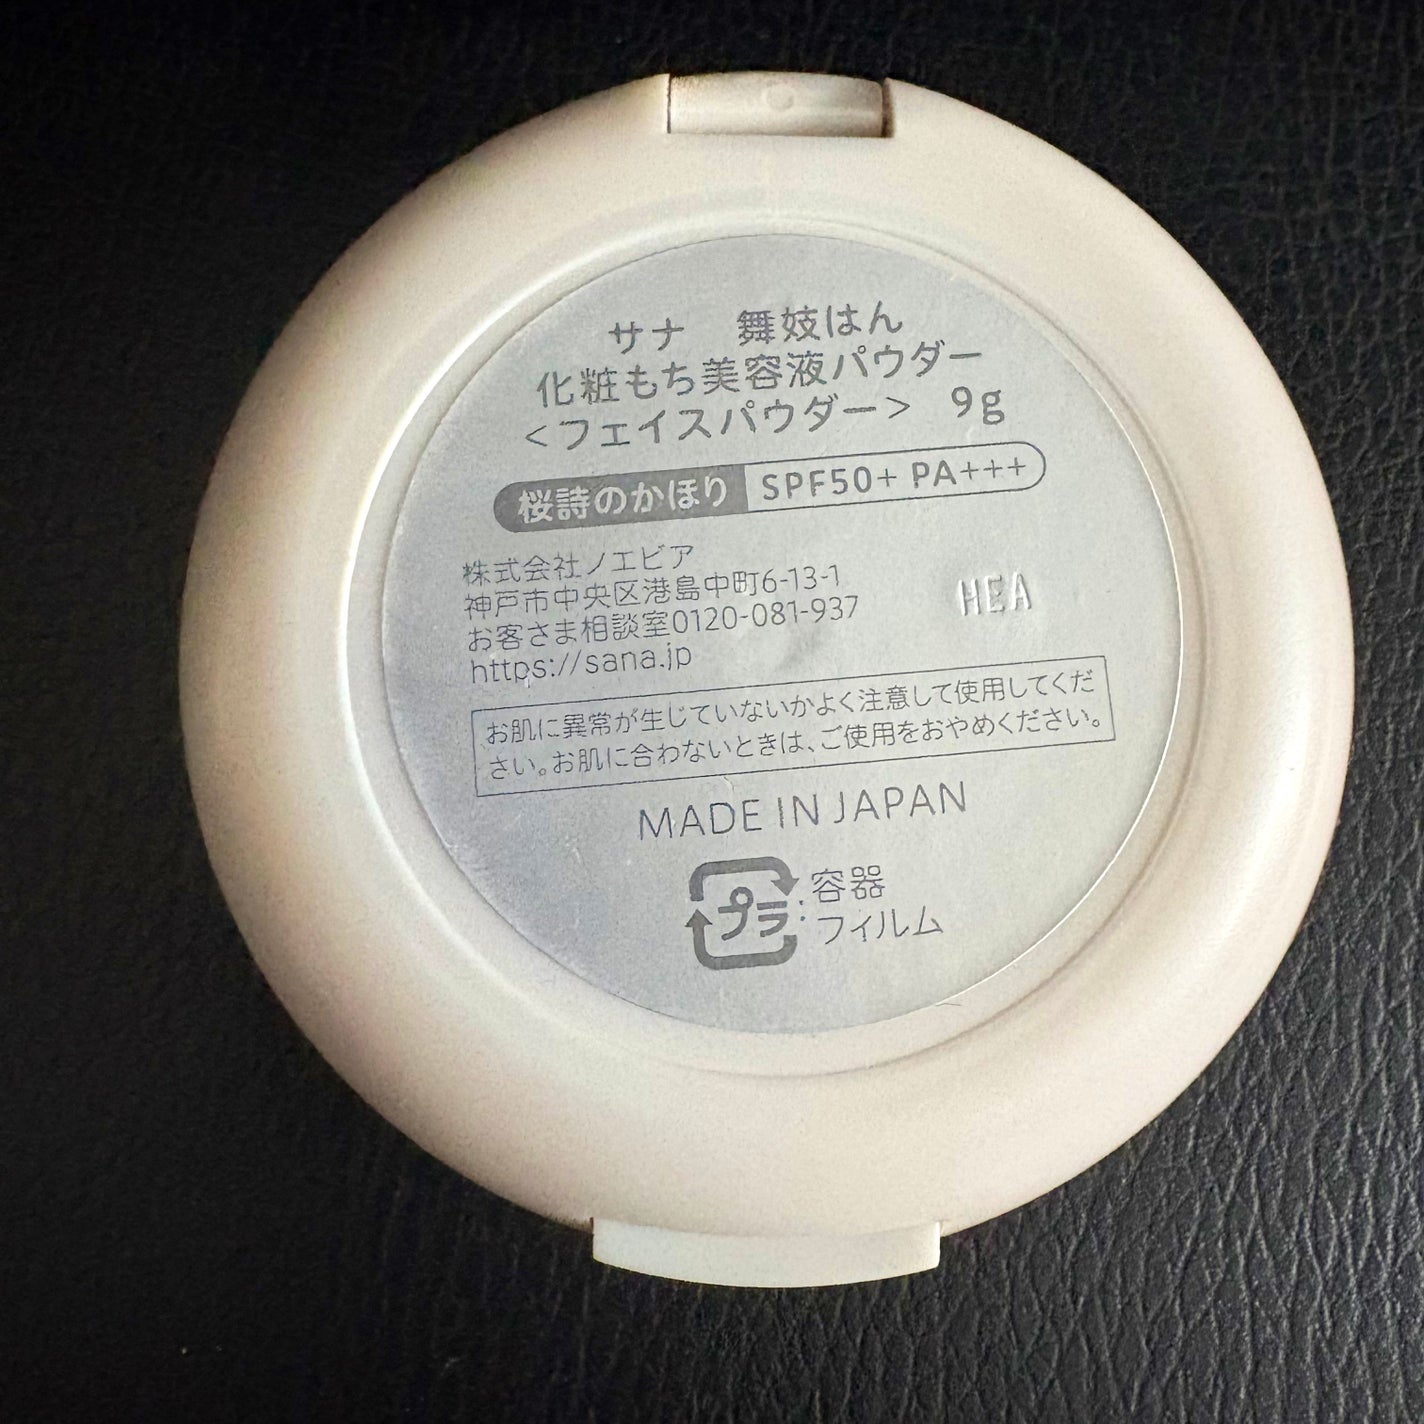 サナ 舞妓はん
化粧もち美容液パウダー
<フェイスパウダー> 9g
桜詩のかほり SPF50+ PA+++
株式会社ノエビア
神戸市中央区港島中町6-13-1
お客さま相談室0120-081-937
https://sana.jp
HEA
お肌に異常が生じていないかよく注意して使用してくだ
さい。お肌に合わないときは、ご使用をおやめください。
MADE IN JAPAN
プラ:容器
フィルム